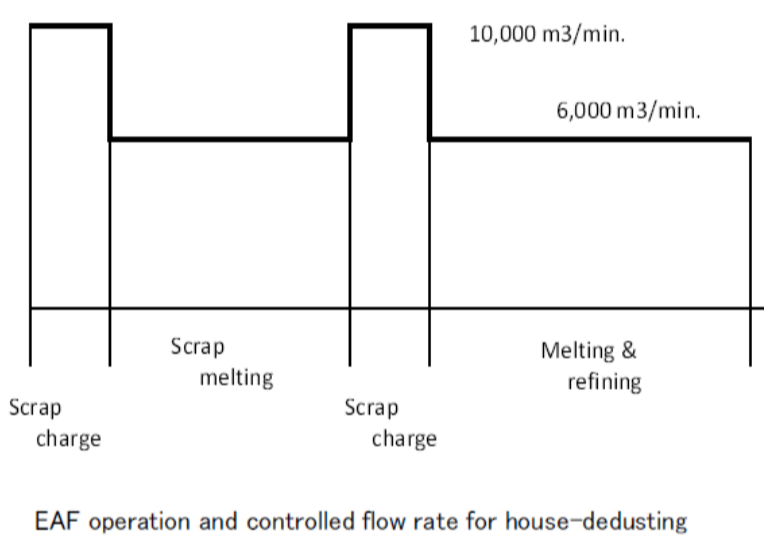 10,000 m3/min.
6,000 m3/min.
Scrap
melting
Melting &
refining
Scrap
charge
Scrap
charge
EAF operation and controlled flow rate for house-dedusting